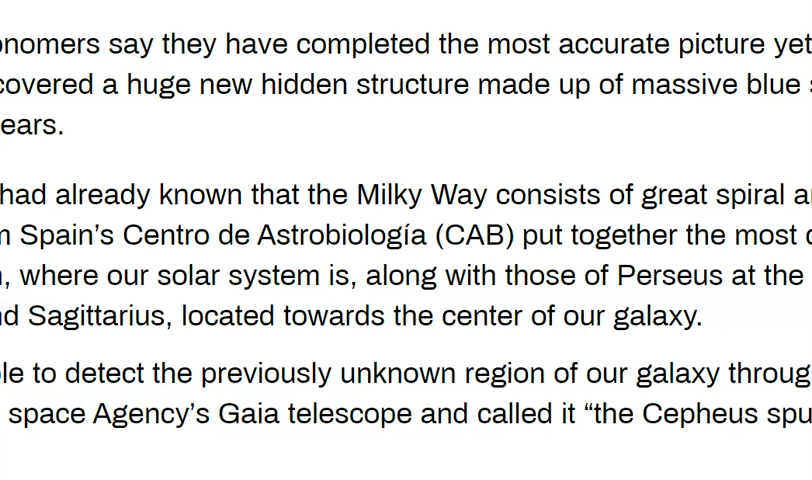 onomers say they have completed the most accurate picture yet
covered a huge new hidden structure made up of massive blue
ears.
had already known that the Milky Way consists of great spiral
Spain’s Centro de Astrobiología (CAB) put together the most
, where our solar system is, along with those of Perseus at the
nd Sagittarius, located towards the center of our galaxy.
le to detect the previously unknown region of our galaxy throug
space Agency’s Gaia telescope and called it “the Cepheus spu